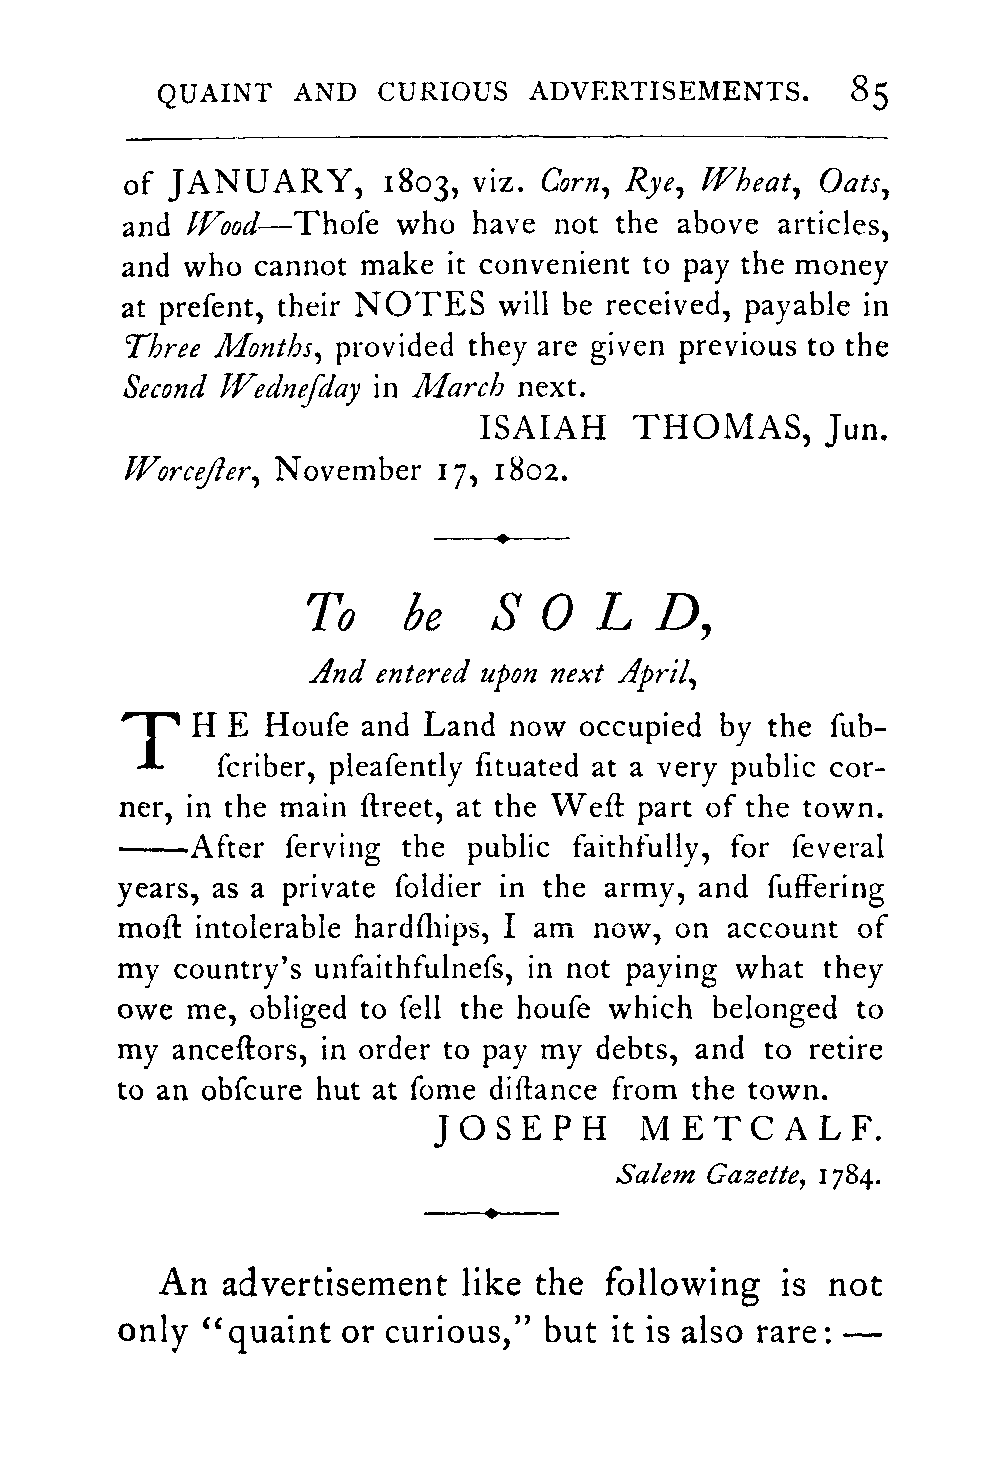 QUAINT AND CURIOUS ADVERTISEMENTS. 85
of JANUARY, 1803, viz. Corn, Rye, Wheat, Oats,
and Wood—Thoſe who have not the above articles,
and who cannot make it convenient to pay the money
at preſent, their NOTES will be received, payable in
Three Months, provided they are given previous to the
Second Wedneſday in March next.
ISAIAH THOMAS, Jun.
Worceſter, November 17, 1802.
To be SOLD,
And entered upon next April,
THE Houſe and Land now occupied by the ſub-
ſcriber, pleaſently ſituated at a very public cor-
ner, in the main ſtreet, at the Weſt part of the town.
——After ſerving the public faithfully, for ſeveral
years, as a private ſoldier in the army, and ſuffering
moſt intolerable hardſhips, I am now, on account of
my country's unfaithfulneſs, in not paying what they
owe me, obliged to ſell the houſe which belonged to
my anceſtors, in order to pay my debts, and to retire
to an obſcure hut at ſome diſtance from the town.
JOSEPH METCALF.
Salem Gazette, 1784.
An advertisement like the following is not
only “quaint or curious,” but it is also rare: —